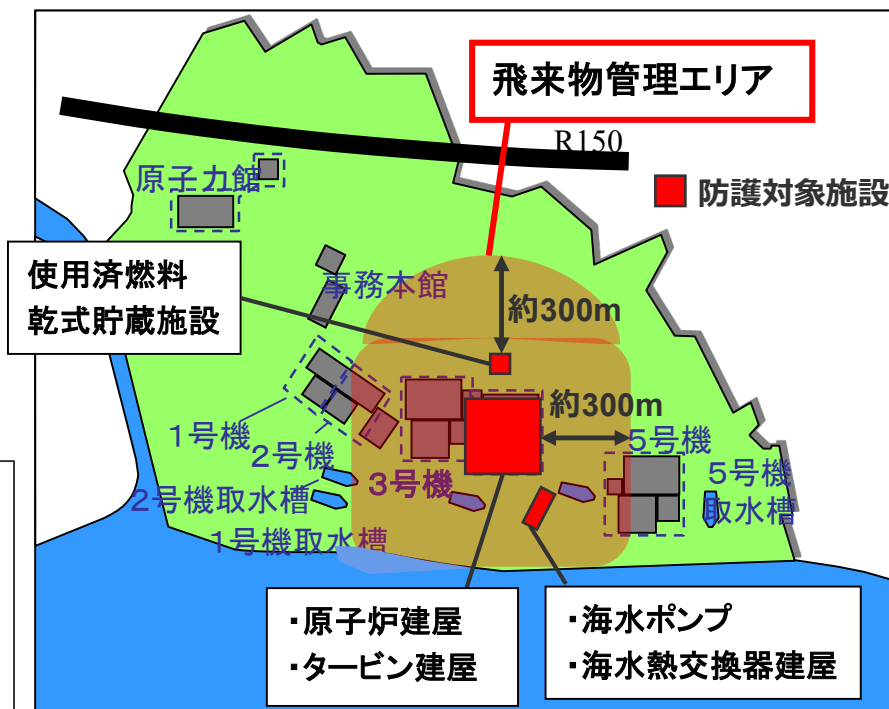 飛来物管理エリア
R150
原子力館
防護対象施設
使用済燃料
乾式貯蔵施設
事務本館
約300m
約300m
1号機
2号機
3号機
5号機
5号機
取水槽
2号機取水槽
1号機取水槽
・原子炉建屋
・タービン建屋
・海水ポンプ
・海水熱交換器建屋